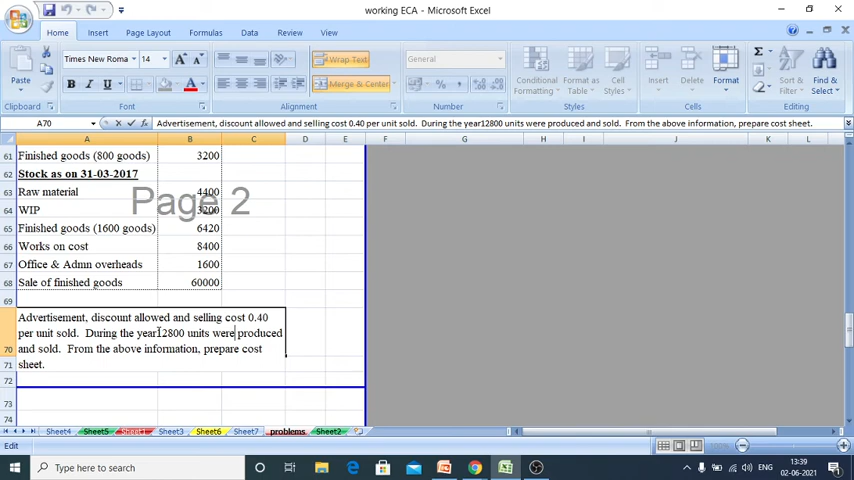 working ECA - Microsoft Excel
Home Insert Page Layout Formulas Data Review View
Times New Roma 14 A A Wrap Text General
Paste B I U Merge & Center % , Conditional Formatting Format as Table Cell Styles Insert Delete Format Σ Sort & Filter Find & Select
Clipboard Font Alignment Number Styles Cells Editing
A70 Advertisement, discount allowed and selling cost 0.40 per unit sold. During the year12800 units were produced and sold. From the above information, prepare cost sheet.
A B C D E F G H I J K L
61 Finished goods (800 goods) 3200
62 Stock as on 31-03-2017
63 Raw material 4400
64 WIP 3200
Page 2
65 Finished goods (1600 goods) 6420
66 Works on cost 8400
67 Office & Admn overheads 1600
68 Sale of finished goods 60000
69
Advertisement, discount allowed and selling cost 0.40
per unit sold. During the year12800 units were produced
70 and sold. From the above information, prepare cost
71 sheet.
72
73
74
Sheet4 Sheet5 Sheet1 Sheet3 Sheet6 Sheet7 problems Sheet2
Edit 100%
Type here to search ENG 13:39
02-06-2021